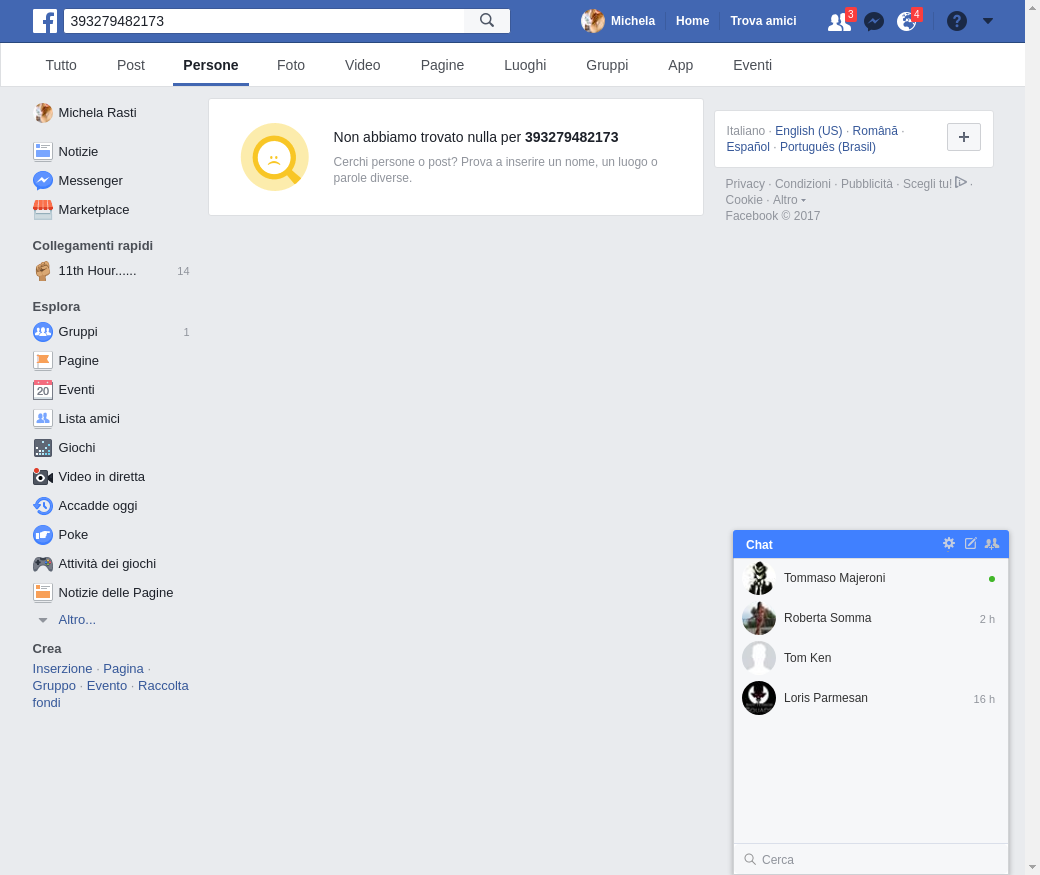 393279482173
Michela
Home
Trova amici
3
4
?
Tutto
Post
Persone
Foto
Video
Pagine
Luoghi
Gruppi
App
Eventi
Michela Rasti
Notizie
Messenger
Marketplace
Collegamenti rapidi
11th Hour...... 14
Esplora
Gruppi 1
Pagine
20
Eventi
Lista amici
Giochi
Video in diretta
Accadde oggi
Poke
Attività dei giochi
Notizie delle Pagine
Altro...
Crea
Inserzione · Pagina ·
Gruppo · Evento · Raccolta
fondi
Non abbiamo trovato nulla per 393279482173
Cerchi persone o post? Prova a inserire un nome, un luogo o
parole diverse.
Italiano · English (US) · Română ·
Español · Português (Brasil)
Privacy · Condizioni · Pubblicità · Scegli tu! ·
Cookie · Altro
Facebook © 2017
Chat
Tommaso Majeroni
Roberta Somma 2 h
Tom Ken
Loris Parmesan 16 h
Cerca